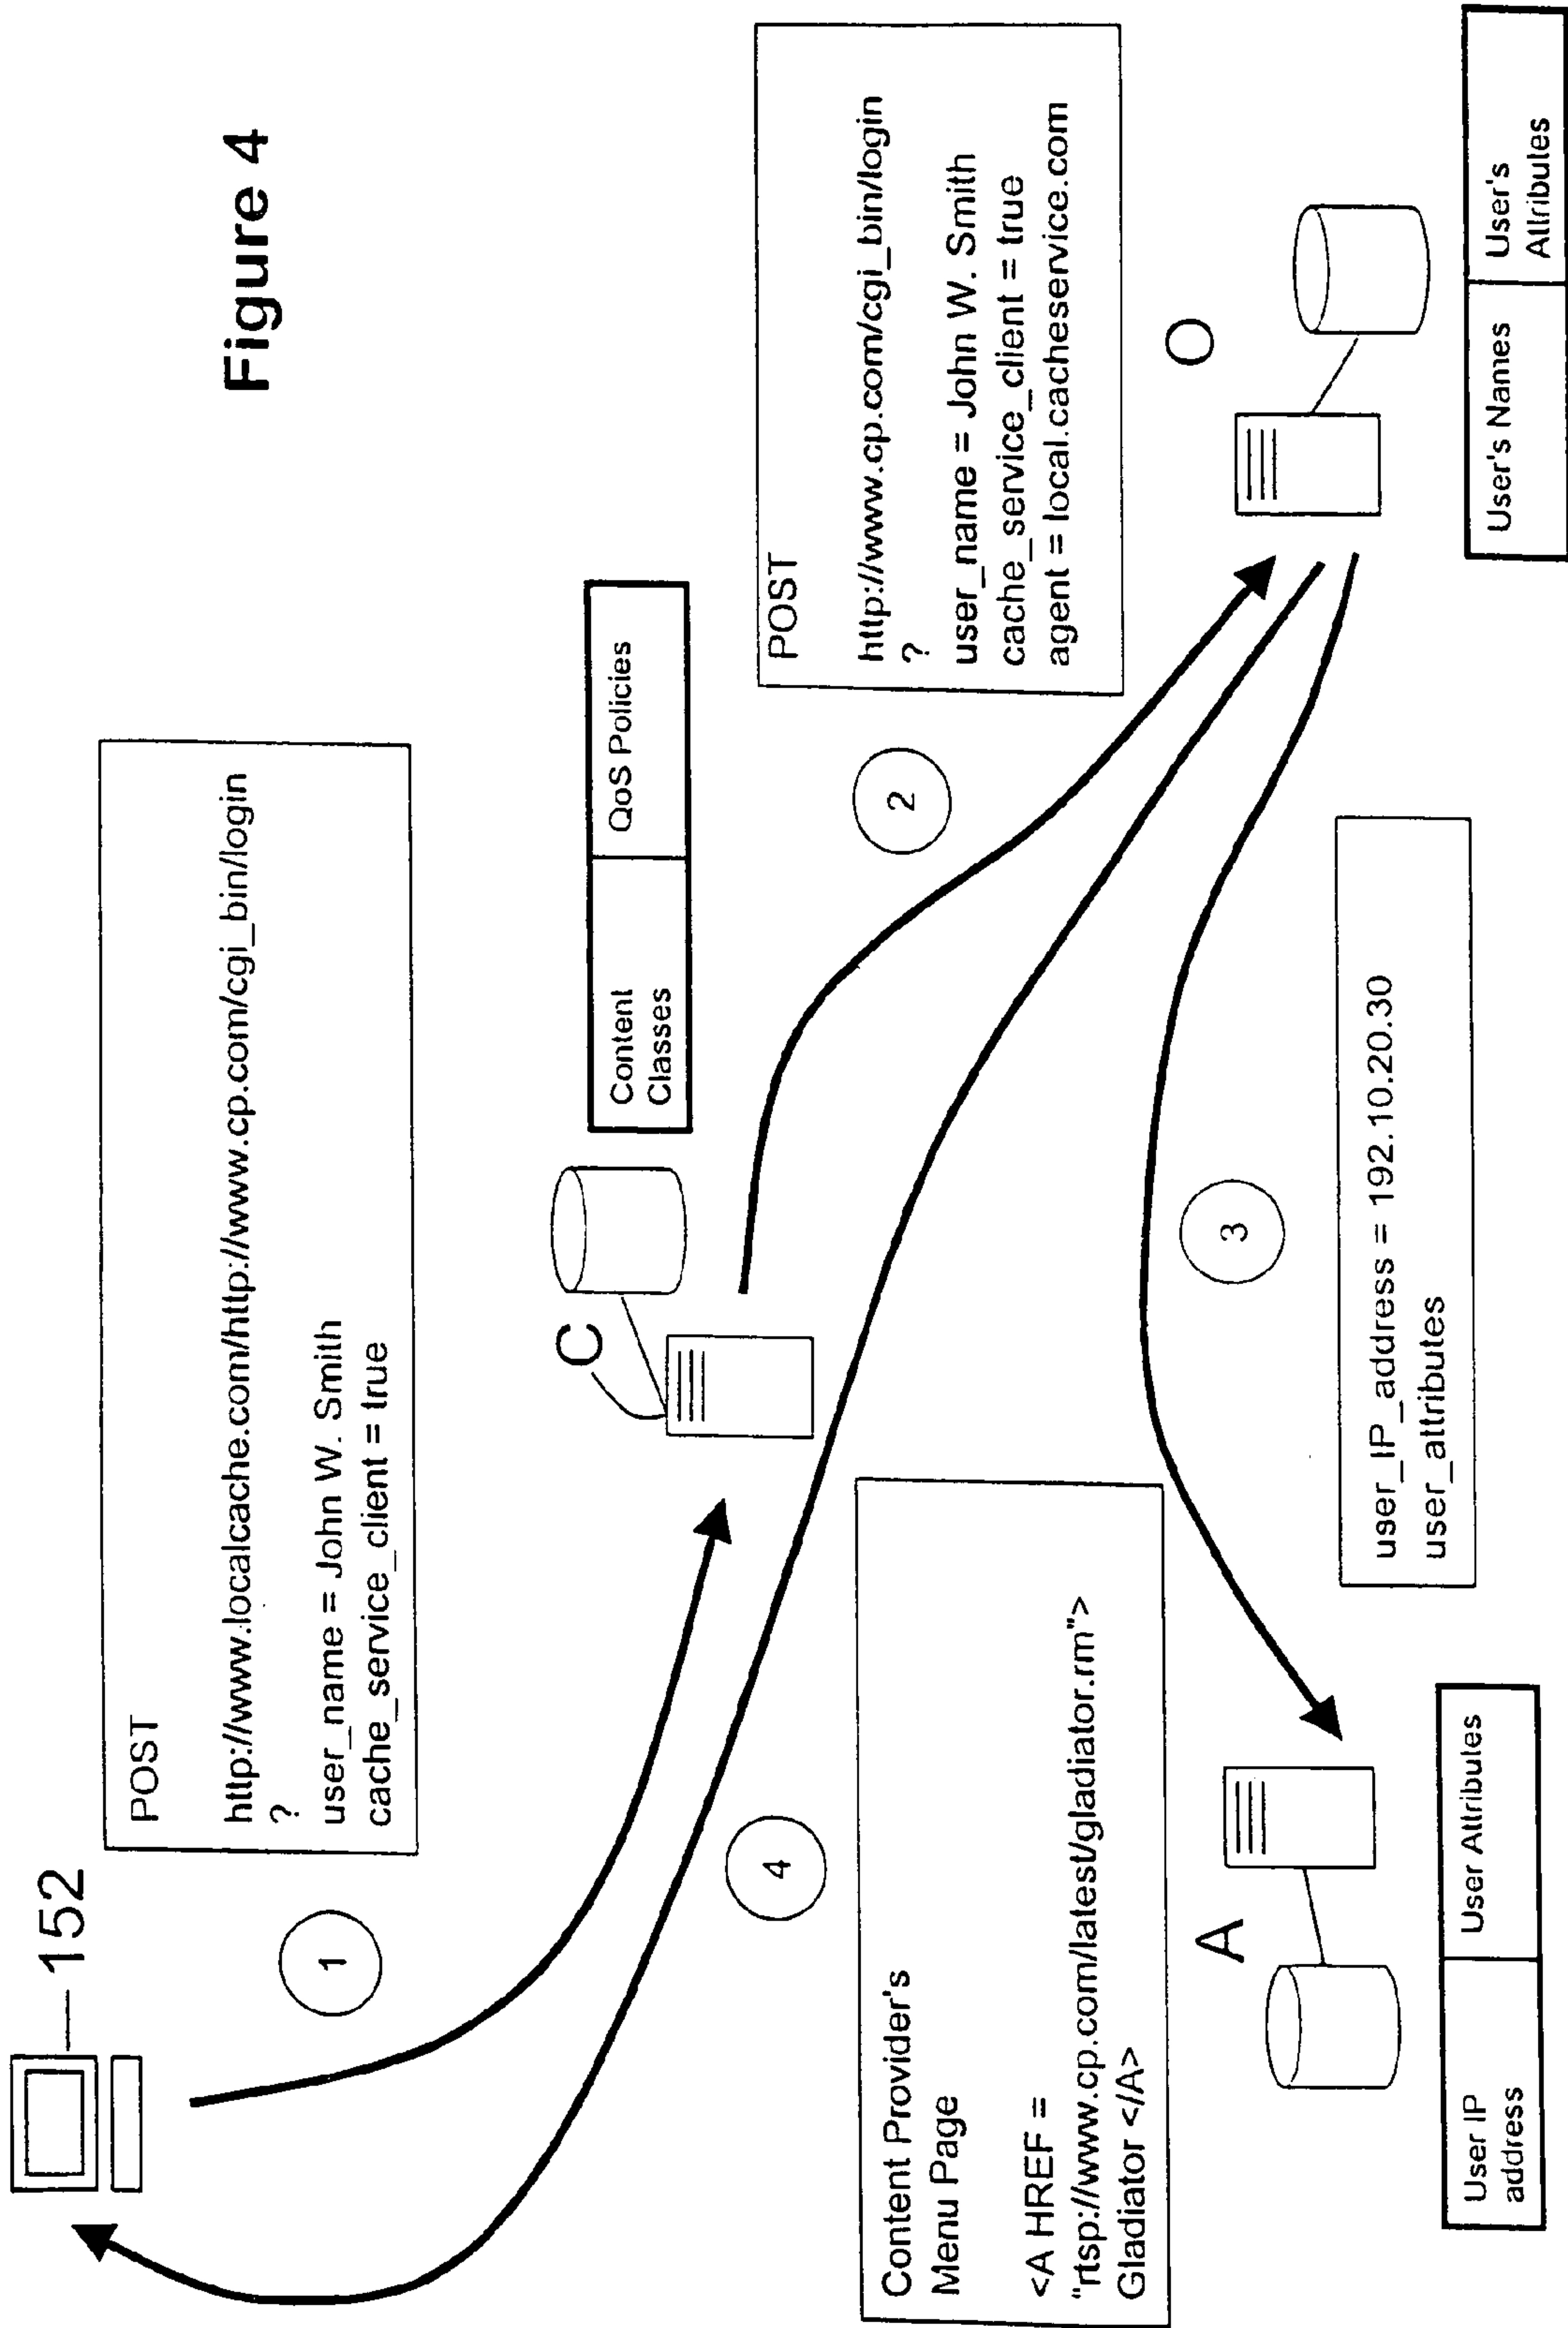 Figure 4
152
1
POST
http://www.localcache.com/http://www.cp.com/cgi_bin/login
?
user_name = John W. Smith
cache_service_client = true
C
Content
Classes
QoS Policies
2
POST
http://www.cp.com/cgi_bin/login
?
user_name = John W. Smith
cache_service_client = true
agent = local.cacheservice.com
O
User's Names
User's
Attributes
3
user_IP_address = 192.10.20.30
user_attributes
A
User IP
address
User Attributes
4
Content Provider's
Menu Page
<A HREF =
"rtsp://www.cp.com/latest/gladiator.rm">
Gladiator </A>